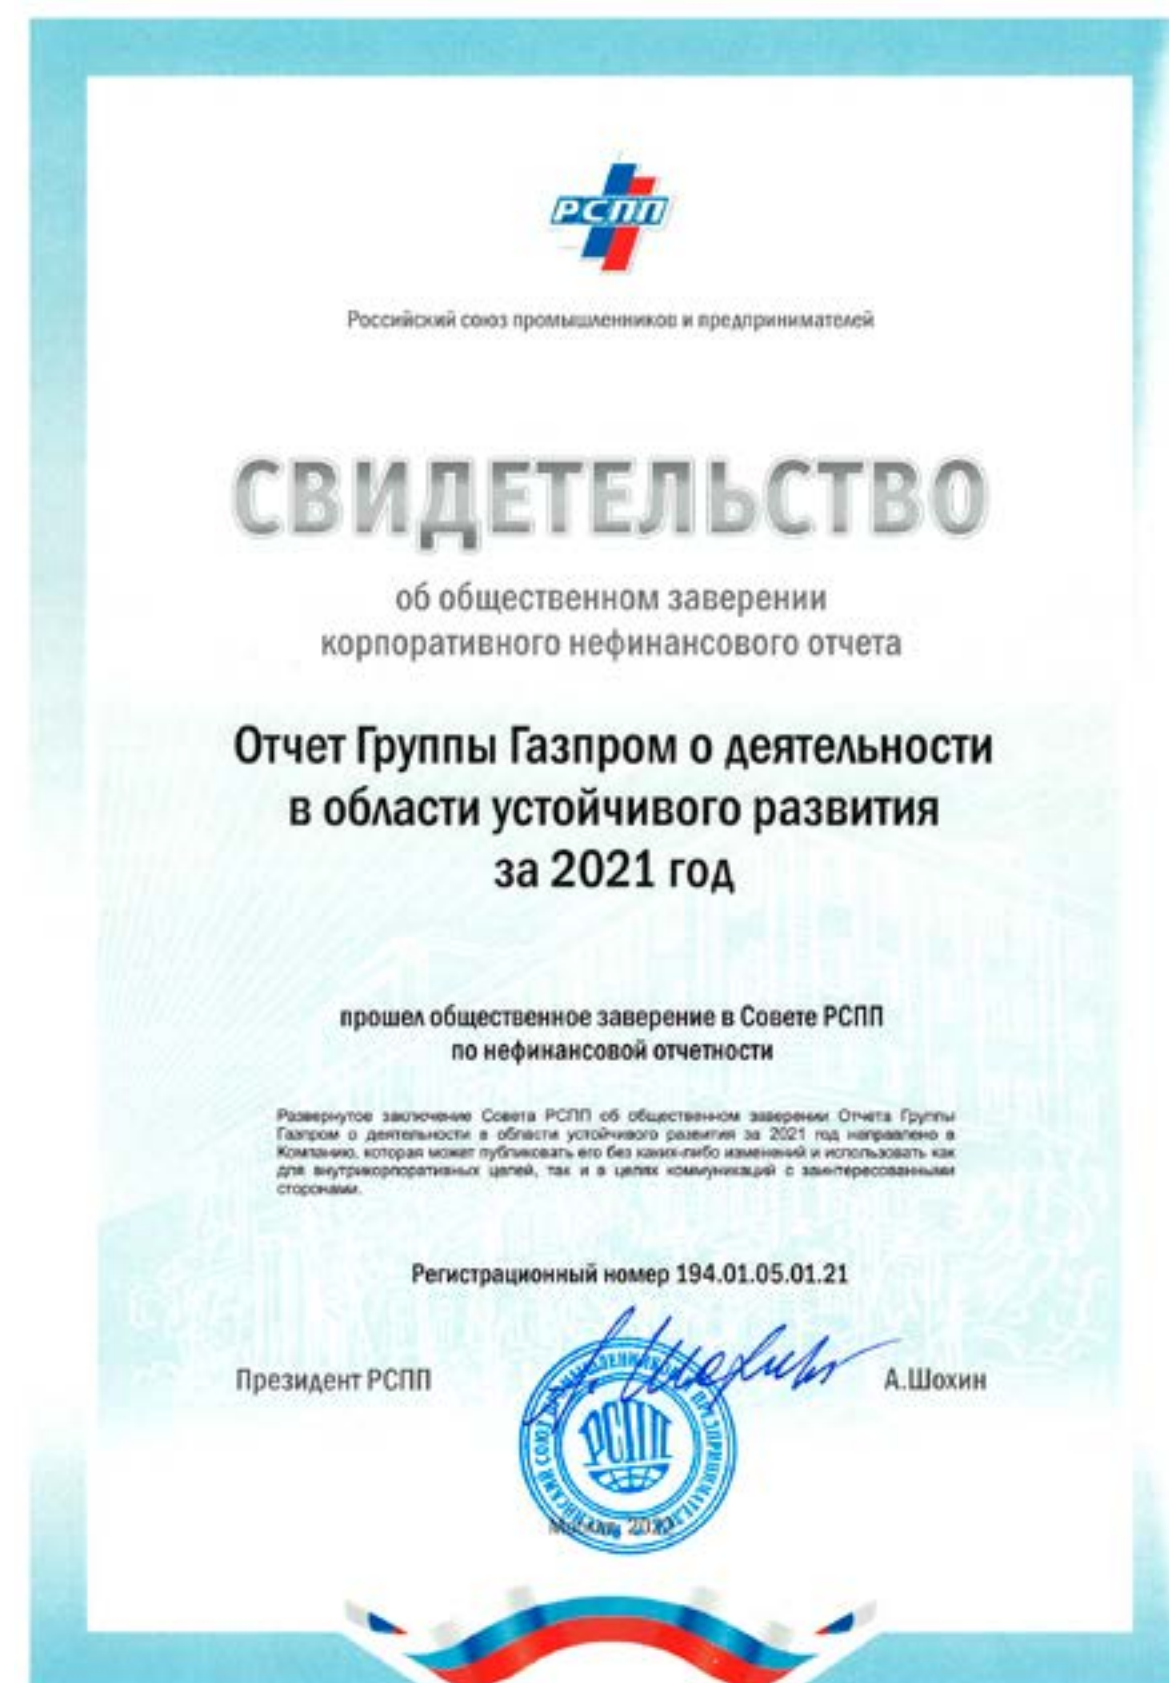 РСПП
Российский союз промышленников и предпринимателей
СВИДЕТЕЛЬСТВО
об общественном заверении
корпоративного нефинансового отчета
Отчет Группы Газпром о деятельности
в области устойчивого развития
за 2021 год
прошел общественное заверение в Совете РСПП
по нефинансовой отчетности
Развернутое заключение Совета РСПП об общественном заверении Отчета Группы
Газпром о деятельности в области устойчивого развития за 2021 год направлено в
Компанию, которая может публиковать его без каких-либо изменений и использовать как
для внутрикорпоративных целей, так и в целях коммуникаций с заинтересованными
сторонами.
Регистрационный номер 194.01.05.01.21
Президент РСПП
А.Шохин
РСПП
Москва,